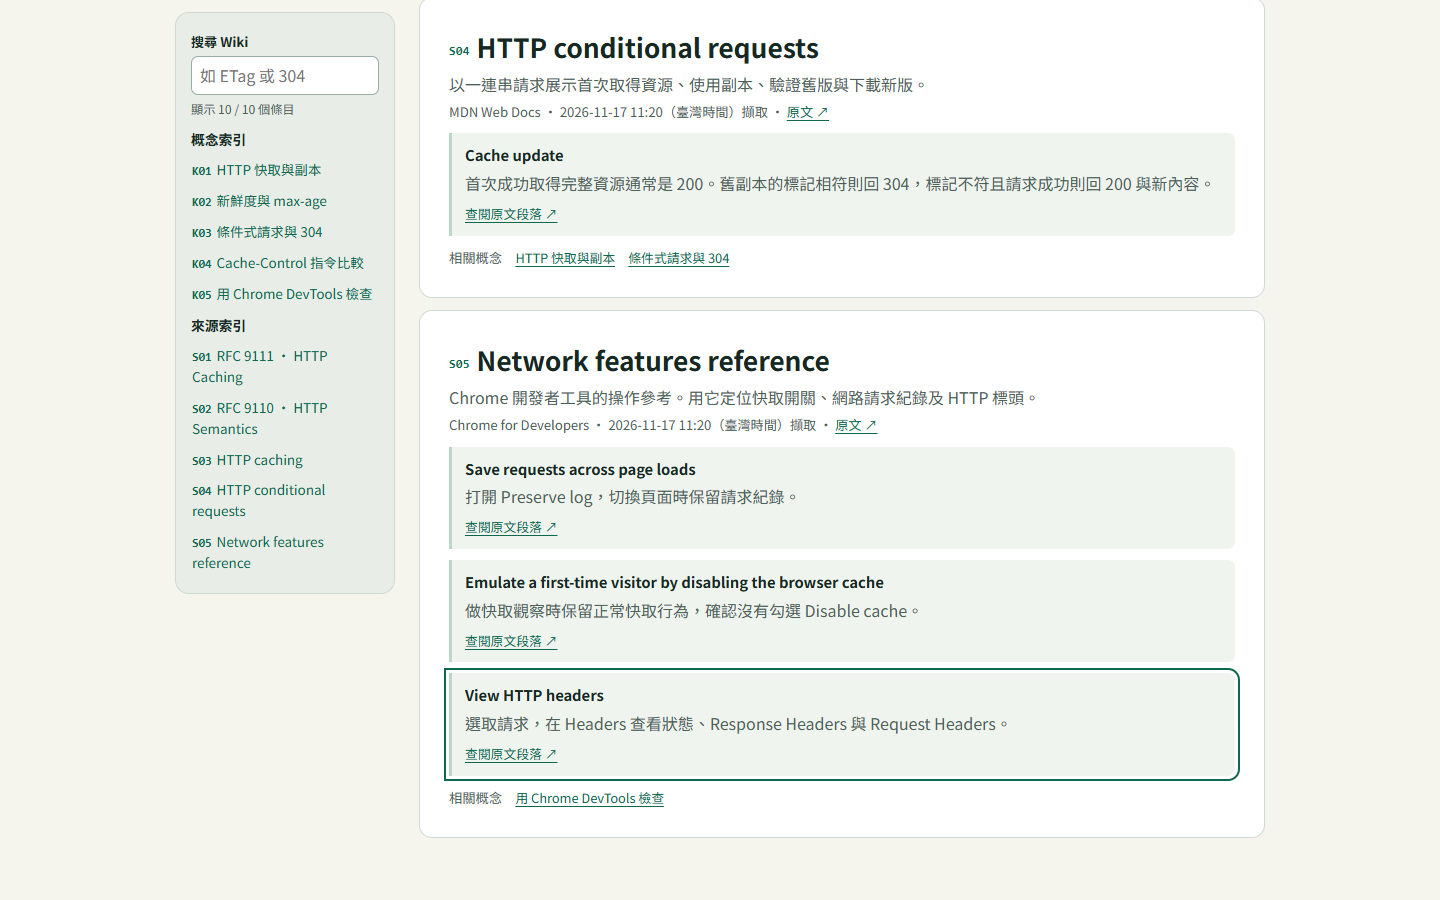 搜尋 Wiki
如 ETag 或 304
顯示 10 / 10 個條目
概念索引
K01 HTTP 快取與副本
K02 新鮮度與 max-age
K03 條件式請求與 304
K04 Cache-Control 指令比較
K05 用 Chrome DevTools 檢查
來源索引
S01 RFC 9111 · HTTP
Caching
S02 RFC 9110 · HTTP
Semantics
S03 HTTP caching
S04 HTTP conditional
requests
S05 Network features
reference
S04 HTTP conditional requests
以一連串請求展示首次取得資源、使用副本、驗證舊版與下載新版。
MDN Web Docs · 2026-11-17 11:20（臺灣時間）擷取 · 原文 ↗
Cache update
首次成功取得完整資源通常是 200。舊副本的標記相符則回 304，標記不符且請求成功則回 200 與新內容。
查閱原文段落 ↗
相關概念 HTTP 快取與副本 條件式請求與 304
S05 Network features reference
Chrome 開發者工具的操作參考。用它定位快取開關、網路請求紀錄及 HTTP 標頭。
Chrome for Developers · 2026-11-17 11:20（臺灣時間）擷取 · 原文 ↗
Save requests across page loads
打開 Preserve log，切換頁面時保留請求紀錄。
查閱原文段落 ↗
Emulate a first-time visitor by disabling the browser cache
做快取觀察時保留正常快取行為，確認沒有勾選 Disable cache。
查閱原文段落 ↗
View HTTP headers
選取請求，在 Headers 查看狀態、Response Headers 與 Request Headers。
查閱原文段落 ↗
相關概念 用 Chrome DevTools 檢查